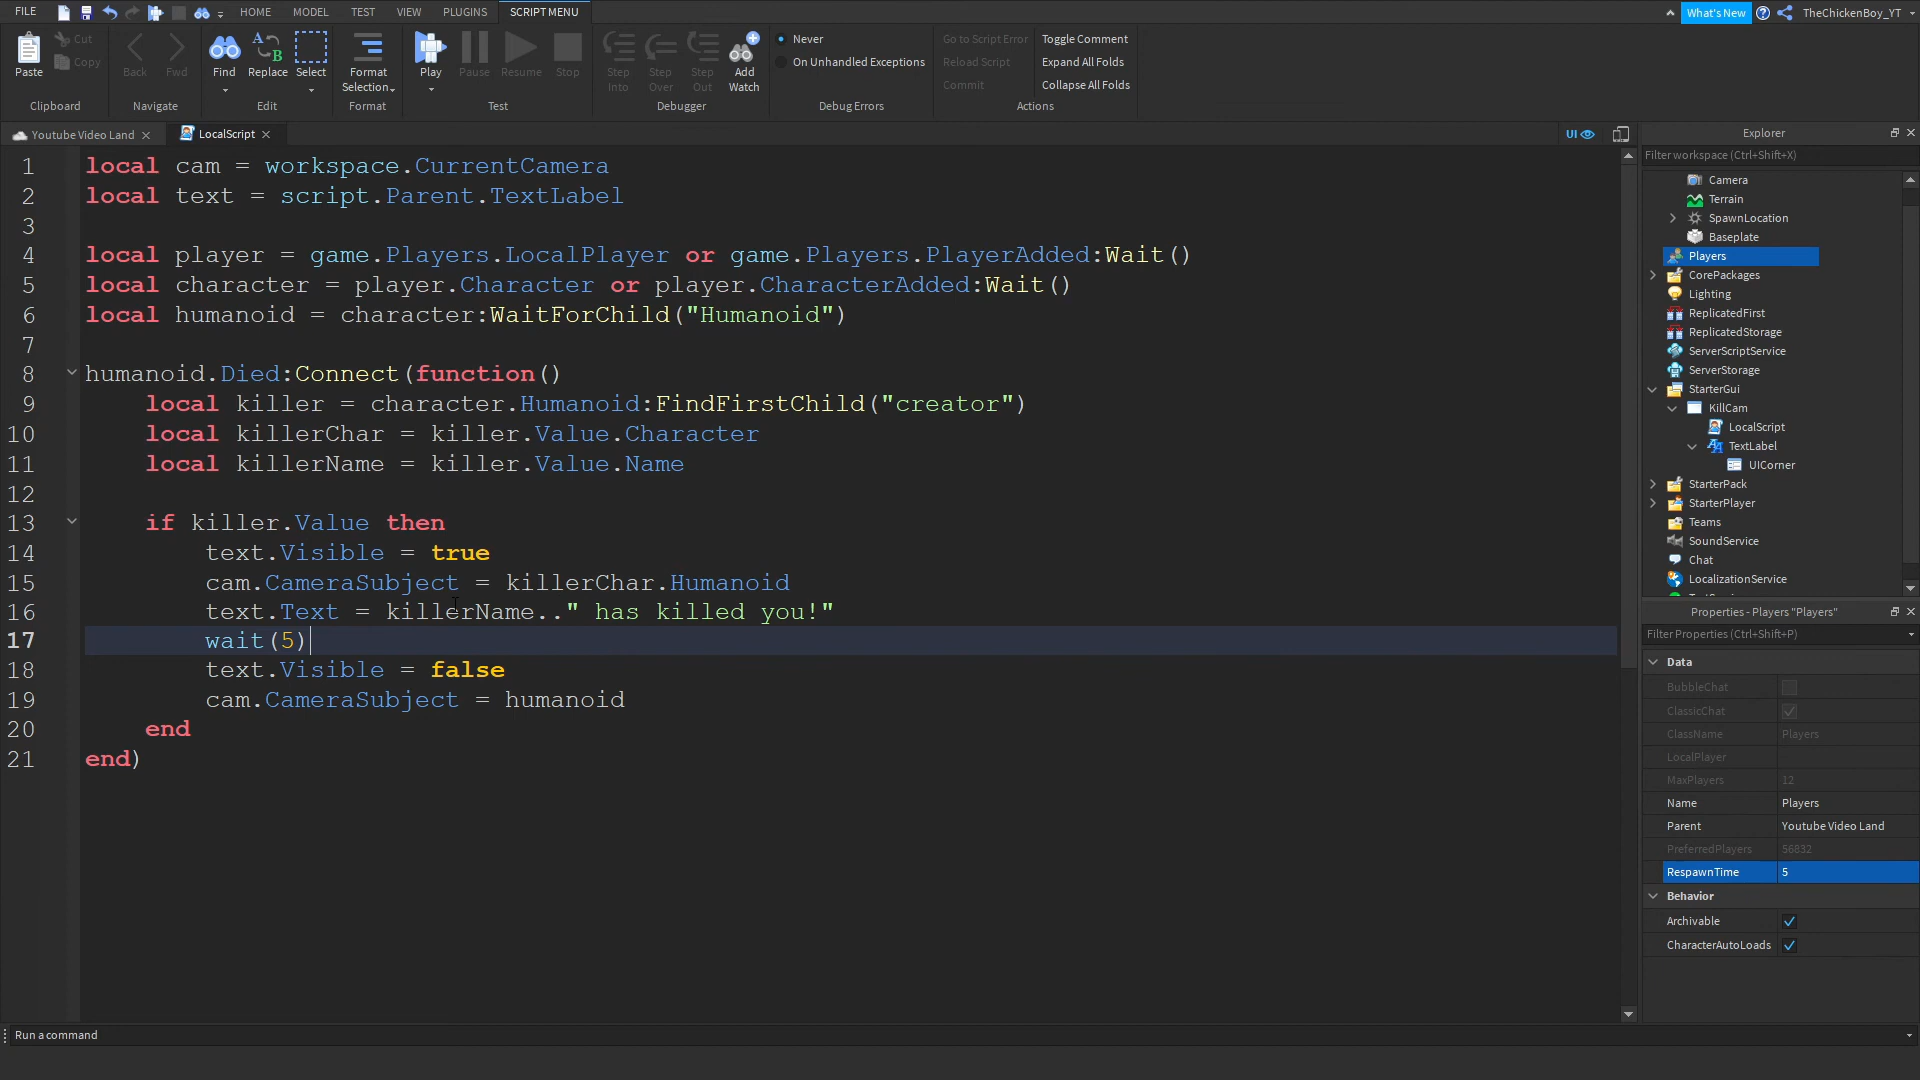 FILE
HOME
MODEL
TEST
VIEW
PLUGINS
SCRIPT MENU
What's New
TheChickenBoy_YT
Paste
Cut
Copy
Back
Fwd
Find
Replace
Select
Format
Selection
Play
Pause
Resume
Stop
Step
Into
Step
Over
Step
Out
Add
Watch
Never
On Unhandled Exceptions
Go to Script Error
Reload Script
Commit
Toggle Comment
Expand All Folds
Collapse All Folds
Clipboard
Navigate
Edit
Format
Test
Debugger
Debug Errors
Actions
Youtube Video Land
LocalScript
UI
1 local cam = workspace.CurrentCamera
2 local text = script.Parent.TextLabel
3
4 local player = game.Players.LocalPlayer or game.Players.PlayerAdded:Wait()
5 local character = player.Character or player.CharacterAdded:Wait()
6 local humanoid = character:WaitForChild("Humanoid")
7
8 humanoid.Died:Connect(function()
9 local killer = character.Humanoid:FindFirstChild("creator")
10 local killerChar = killer.Value.Character
11 local killerName = killer.Value.Name
12
13 if killer.Value then
14 text.Visible = true
15 cam.CameraSubject = killerChar.Humanoid
16 text.Text = killerName.." has killed you!"
17 wait(5)
18 text.Visible = false
19 cam.CameraSubject = humanoid
20 end
21 end)
Explorer
Filter workspace (Ctrl+Shift+X)
Camera
Terrain
SpawnLocation
Baseplate
Players
CorePackages
Lighting
ReplicatedFirst
ReplicatedStorage
ServerScriptService
ServerStorage
StarterGui
KillCam
LocalScript
TextLabel
UICorner
StarterPack
StarterPlayer
Teams
SoundService
Chat
LocalizationService
Properties - Players "Players"
Filter Properties (Ctrl+Shift+P)
Data
BubbleChat
ClassicChat
ClassName Players
LocalPlayer
MaxPlayers 12
Name Players
Parent Youtube Video Land
PreferredPlayers 56832
RespawnTime 5
Behavior
Archivable
CharacterAutoLoads
Run a command